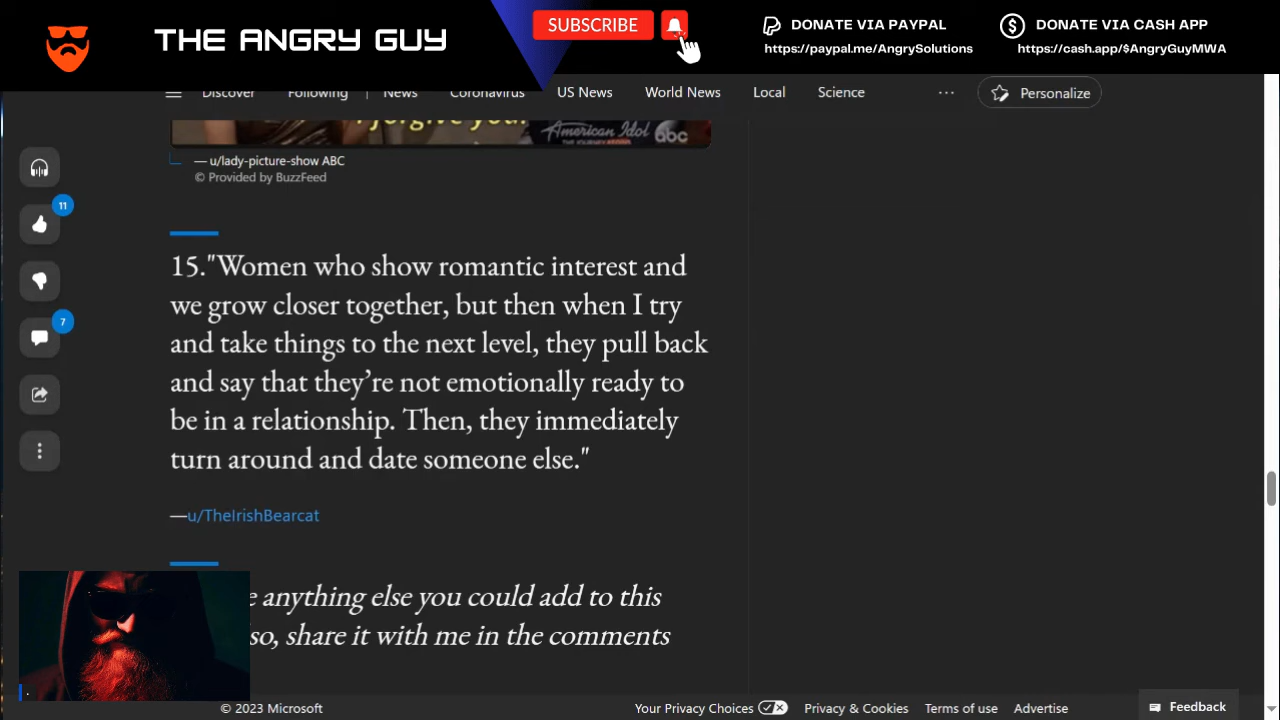 THE ANGRY GUY
SUBSCRIBE
DONATE VIA PAYPAL
https://paypal.me/AngrySolutions
DONATE VIA CASH APP
https://cash.app/$AngryGuyMWA
Discover Following News Coronavirus US News World News Local Science ... Personalize
I forgive you!
American Idol abc
— u/lady-picture-show ABC
© Provided by BuzzFeed
11
7
15."Women who show romantic interest and
we grow closer together, but then when I try
and take things to the next level, they pull back
and say that they’re not emotionally ready to
be in a relationship. Then, they immediately
turn around and date someone else."
—u/TheIrishBearcat
e anything else you could add to this
so, share it with me in the comments
© 2023 Microsoft
Your Privacy Choices Privacy & Cookies Terms of use Advertise Feedback